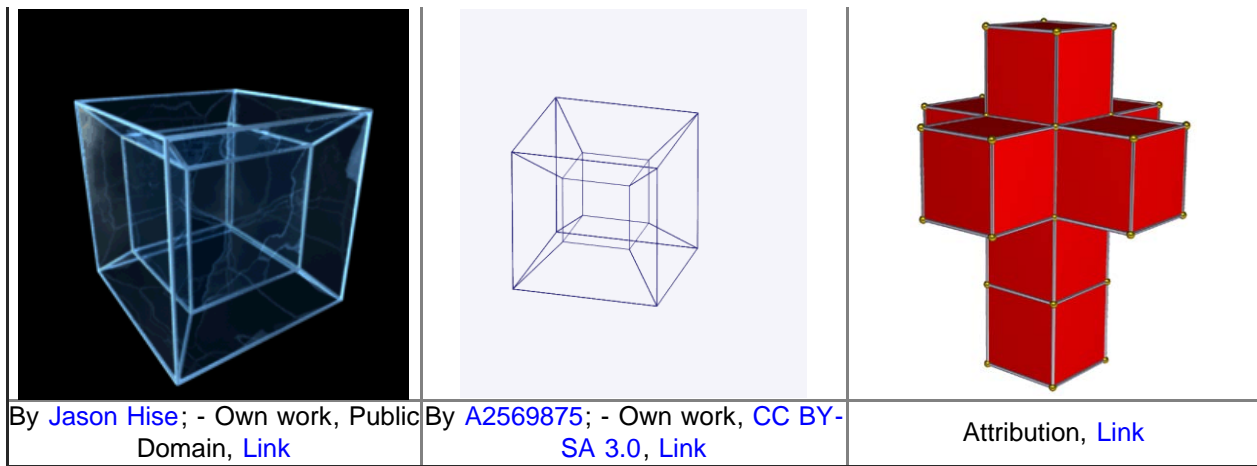 By Jason Hise; - Own work, Public
Domain, Link
By A2569875; - Own work, CC BY-
SA 3.0, Link
Attribution, Link